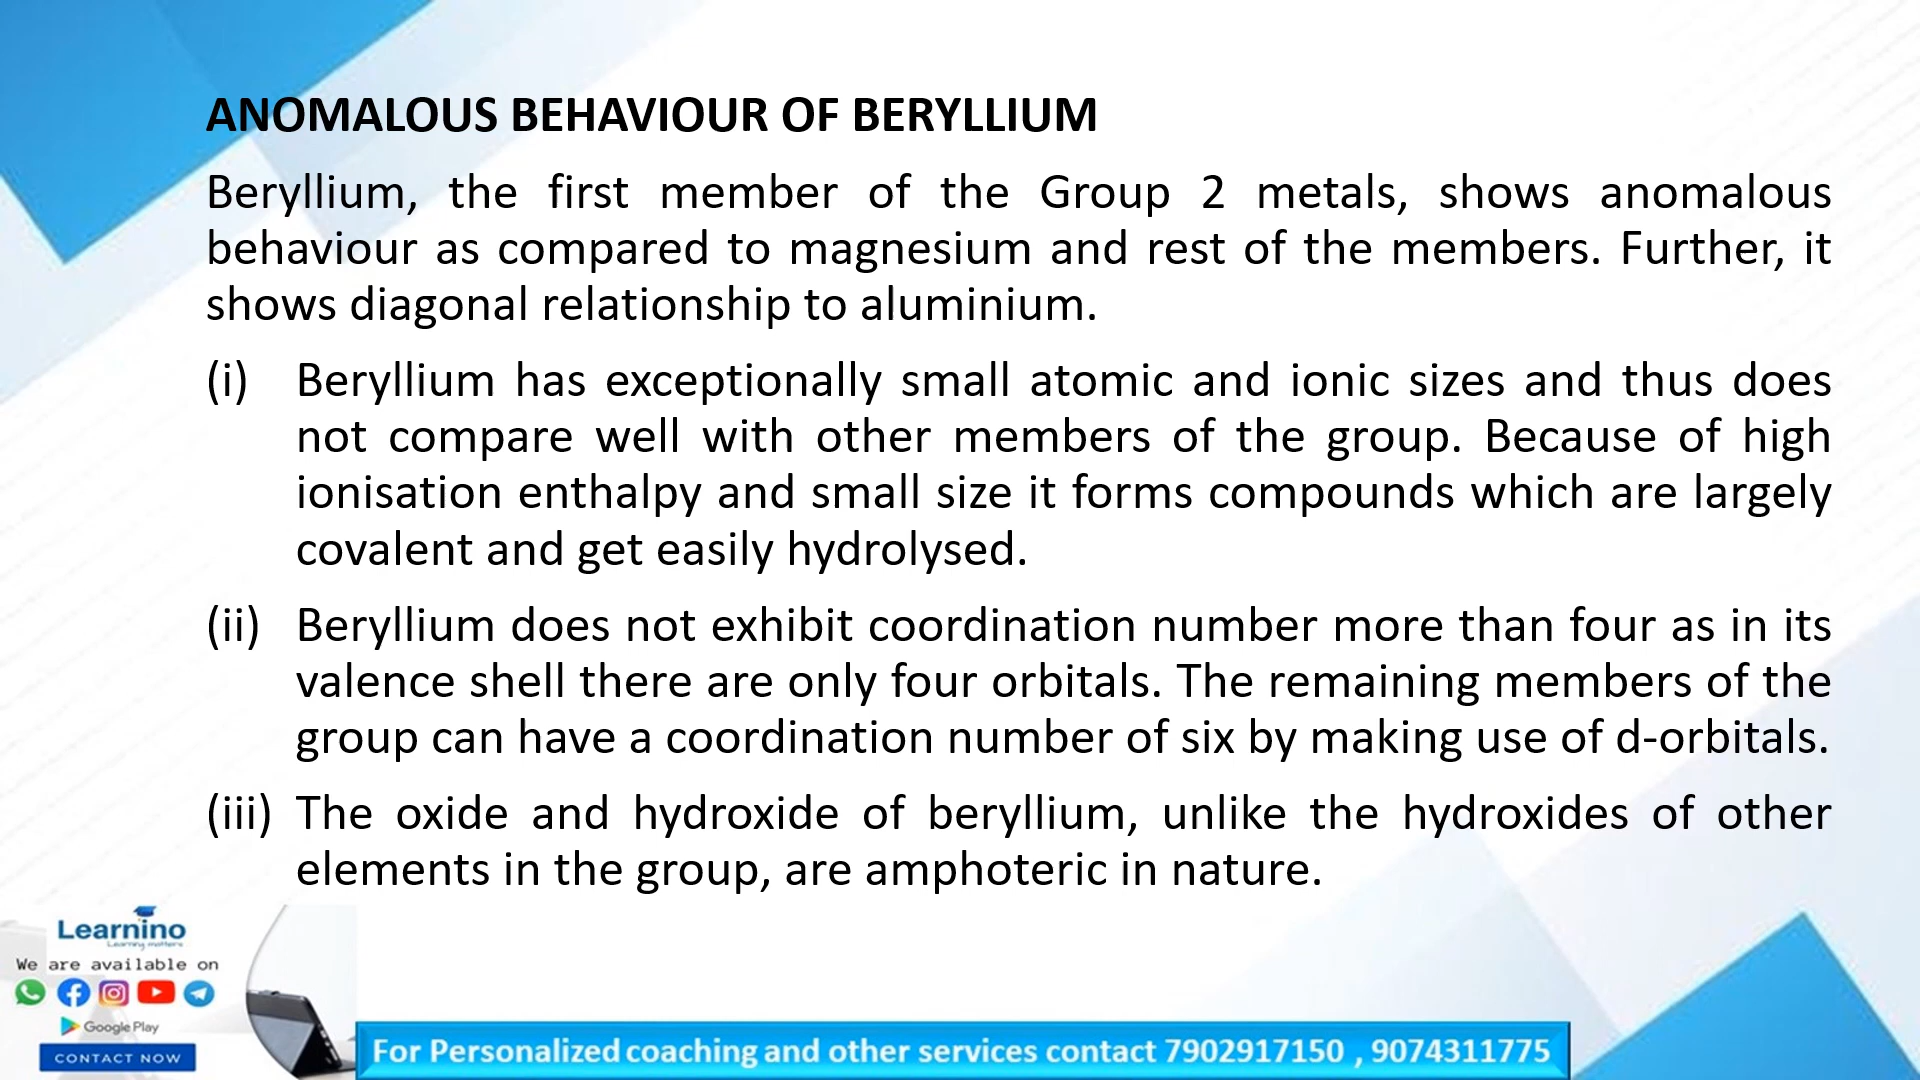 ANOMALOUS BEHAVIOUR OF BERYLLIUM
Beryllium, the first member of the Group 2 metals, shows anomalous
behaviour as compared to magnesium and rest of the members. Further, it
shows diagonal relationship to aluminium.
(i) Beryllium has exceptionally small atomic and ionic sizes and thus does
not compare well with other members of the group. Because of high
ionisation enthalpy and small size it forms compounds which are largely
covalent and get easily hydrolysed.
(ii) Beryllium does not exhibit coordination number more than four as in its
valence shell there are only four orbitals. The remaining members of the
group can have a coordination number of six by making use of d-orbitals.
(iii) The oxide and hydroxide of beryllium, unlike the hydroxides of other
elements in the group, are amphoteric in nature.
Learnino
Learning matters
We are available on
Google Play
CONTACT NOW
For Personalized coaching and other services contact 7902917150 , 9074311775